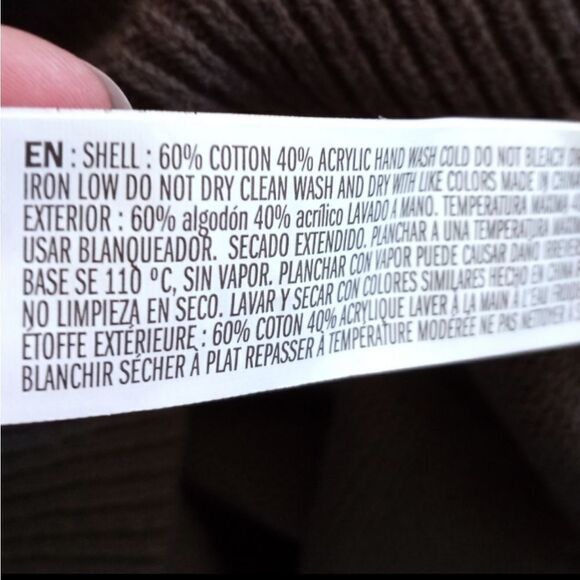 EN : SHELL : 60% COTTON 40% ACRYLIC HAND WASH COLD DO NOT BLEACH
IRON LOW DO NOT DRY CLEAN WASH AND DRY WITH LIKE COLORS MADE IN CHINA
EXTERIOR : 60% algodón 40% acrílico LAVADO A MANO. TEMPERATURA MÁXIMA
USAR BLANQUEADOR. SECADO EXTENDIDO. PLANCHAR A UNA TEMPERATURA
BASE SE 110 °C, SIN VAPOR. PLANCHAR CON VAPOR PUEDE CAUSAR DAÑO
NO LIMPIEZA EN SECO. LAVAR Y SECAR CON COLORES SIMILARES HECHO EN CHINA
ÉTOFFE EXTÉRIEURE : 60% COTON 40% ACRYLIQUE LAVER À LA MAIN À L'EAU
BLANCHIR SÉCHER À PLAT REPASSER À TEMPÉRATURE MODÉRÉE NE PAS NETTOYER À